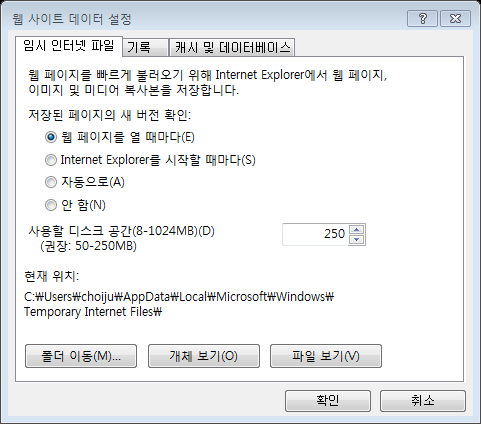 웹 사이트 데이터 설정
임시 인터넷 파일 기록 캐시 및 데이터베이스
웹 페이지를 빠르게 불러오기 위해 Internet Explorer에서 웹 페이지,
이미지 및 미디어 복사본을 저장합니다.
저장된 페이지의 새 버전 확인:
웹 페이지를 열 때마다(E)
Internet Explorer를 시작할 때마다(S)
자동으로(A)
안 함(N)
사용할 디스크 공간(8-1024MB)(D) 250
(권장: 50-250MB)
현재 위치:
C:₩Users₩choiju₩AppData₩Local₩Microsoft₩Windows₩
Temporary Internet Files₩
폴더 이동(M)... 개체 보기(O) 파일 보기(V)
확인 취소